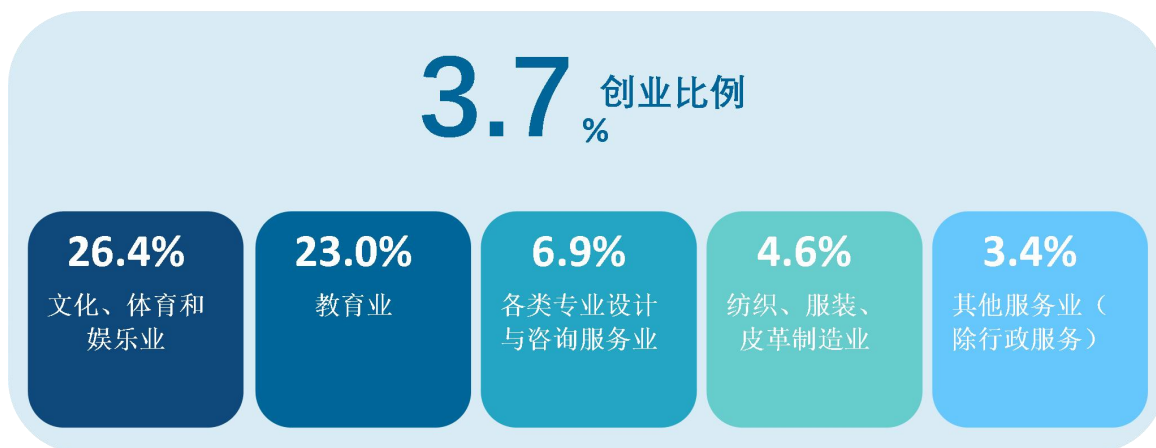 3.7%创业比例
26.4%
文化、体育和
娱乐业
23.0%
教育业
6.9%
各类专业设计
与咨询服务业
4.6%
纺织、服装、
皮革制造业
3.4%
其他服务业（
除行政服务）